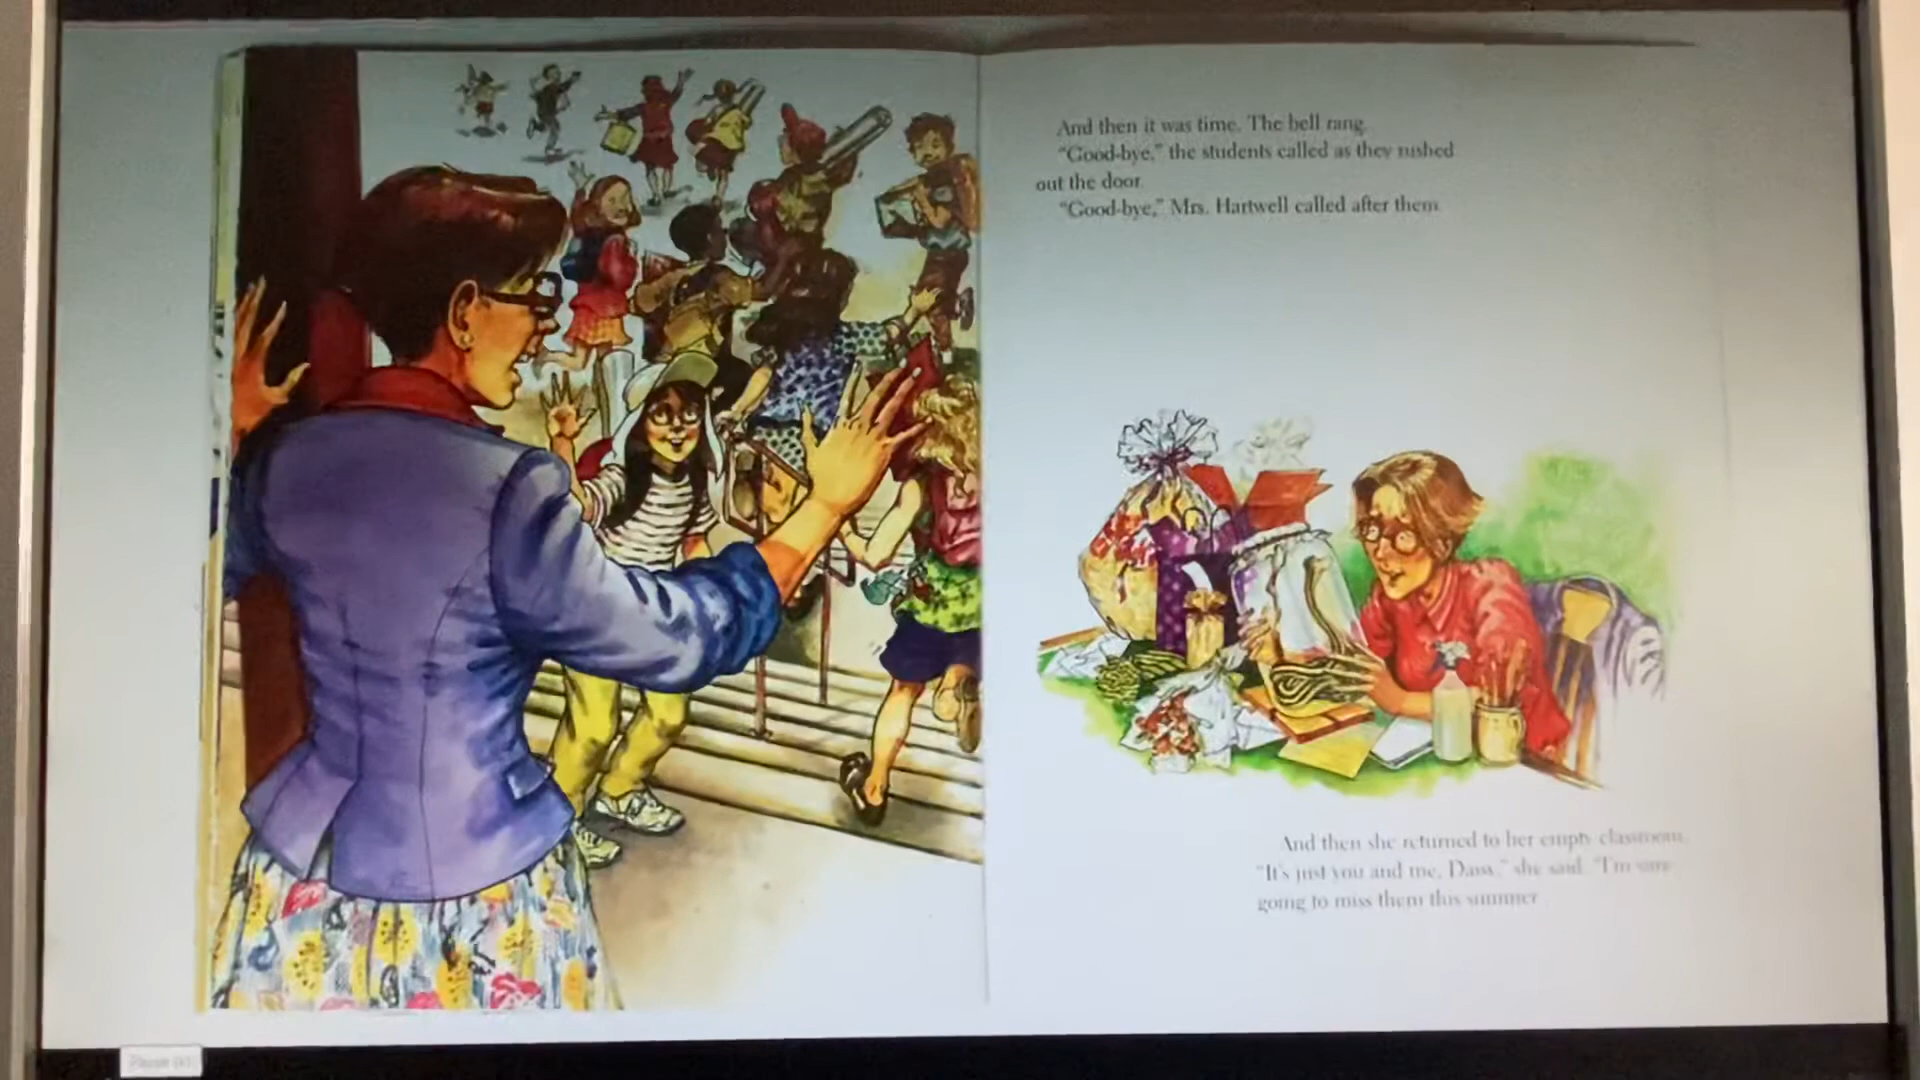 And then it was time. The bell rang.
"Good-bye," the students called as they rushed
out the door.
"Good-bye," Mrs. Hartwell called after them.
And then she returned to her empty classroom.
"It's just you and me, Dass," she said. "I'm sure
going to miss them this summer.